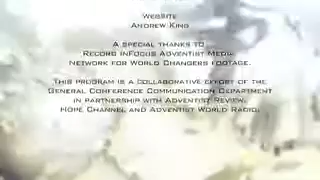 Website
Andrew King
A special thanks to
Record InFocus Adventist Media
Network for World Changers footage.
This program is a collaborative effort of the
General Conference Communication Department
in partnership with Adventist Review,
Hope Channel and Adventist World Radio.